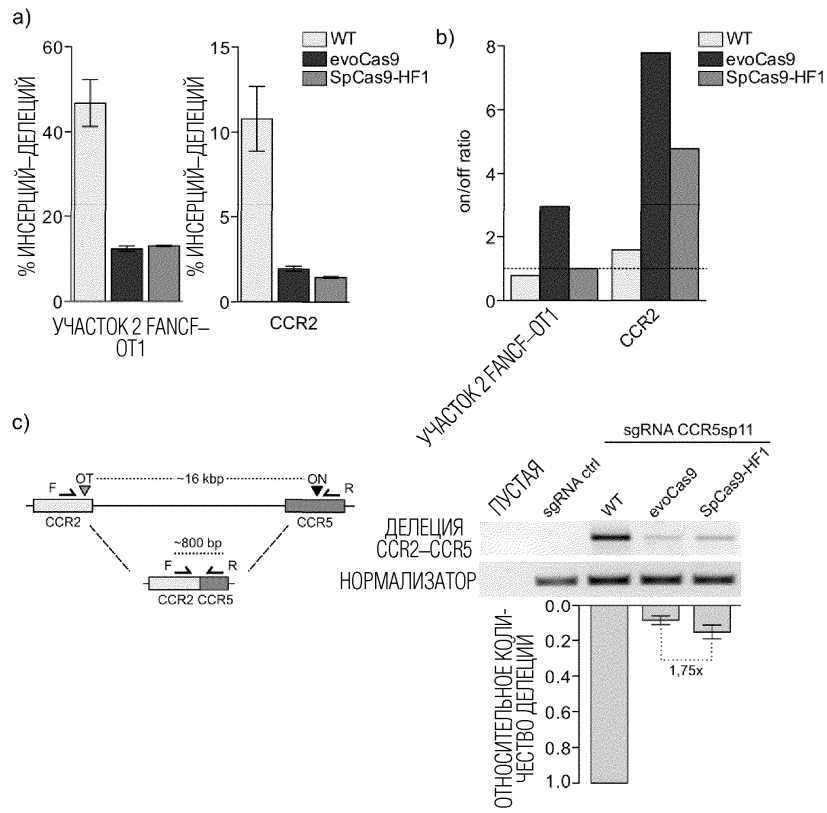 a)
60
40
20
0
% ИНСЕРЦИЙ–ДЕЛЕЦИЙ
УЧАСТОК 2 FANCF–
OT1
15
10
5
0
% ИНСЕРЦИЙ–ДЕЛЕЦИЙ
CCR2
WT
evoCas9
SpCas9-HF1
b)
8
6
4
2
0
on/off ratio
WT
evoCas9
SpCas9-HF1
УЧАСТОК 2 FANCF–OT1
CCR2
c)
F
OT
~16 kbp
ON
R
CCR2
CCR5
~800 bp
F
R
CCR2 CCR5
sgRNA CCR5sp11
ПУСТАЯ
sgRNA ctrl
WT
evoCas9
SpCas9-HF1
ДЕЛЕЦИЯ
CCR2–CCR5
НОРМАЛИЗАТОР
0.0
0.2
0.4
0.6
0.8
1.0
ОТНОСИТЕЛЬНОЕ КОЛИ-
ЧЕСТВО ДЕЛЕЦИЙ
1,75x